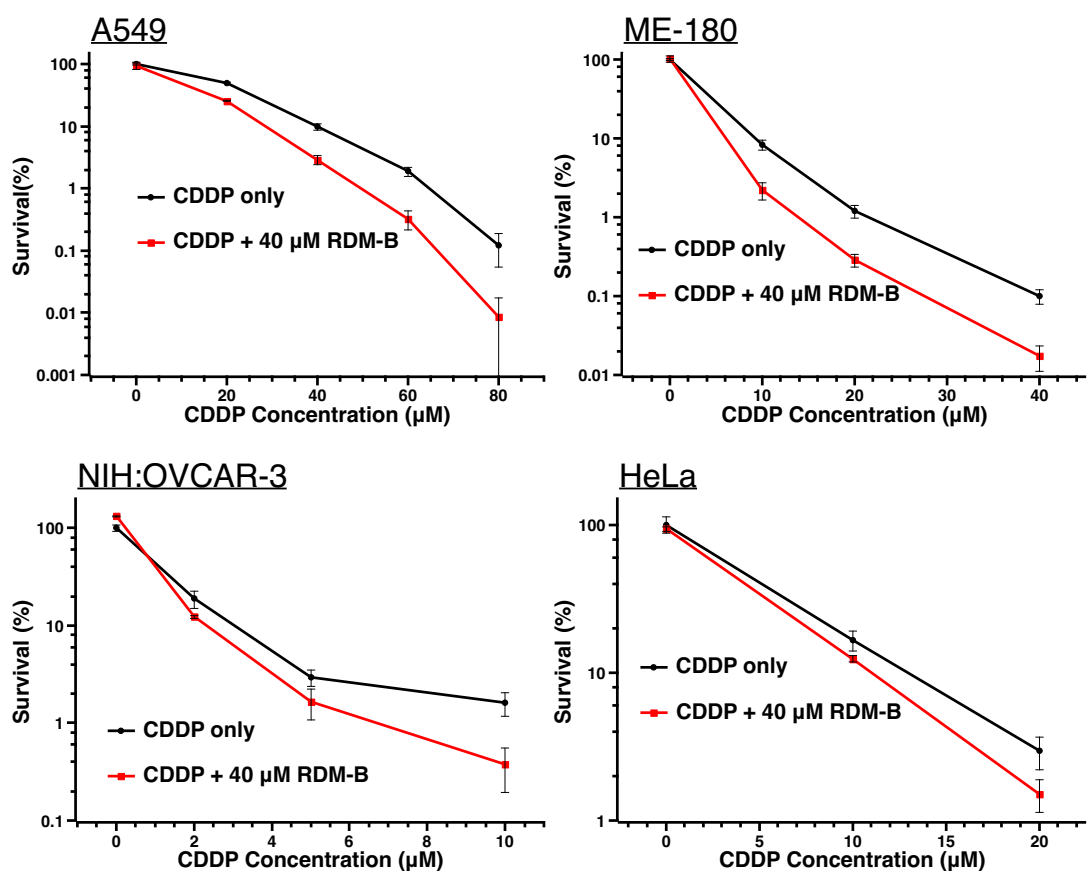 A549
Survival(%)
100
10
1
0.1
0.01
0.001
CDDP only
CDDP + 40 µM RDM-B
0 20 40 60 80
CDDP Concentration (µM)
ME-180
Survival (%)
100
10
1
0.1
0.01
CDDP only
CDDP + 40 µM RDM-B
0 10 20 30 40
CDDP Concentration (µM)
NIH:OVCAR-3
Survival (%)
100
10
1
0.1
CDDP only
CDDP + 40 µM RDM-B
0 2 4 6 8 10
CDDP Concentration (µM)
HeLa
Survival (%)
100
10
1
CDDP only
CDDP + 40 µM RDM-B
0 5 10 15 20
CDDP Concentration (µM)